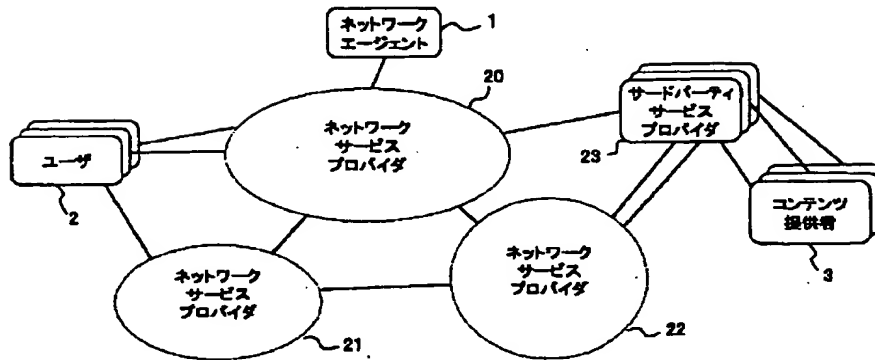 ネットワーク
エージェント
1
20
ネットワーク
サービス
プロバイダ
サードパーティ
サービス
プロバイダ
23
ユーザ
2
コンテンツ
提供者
3
ネットワーク
サービス
プロバイダ
22
ネットワーク
サービス
プロバイダ
21